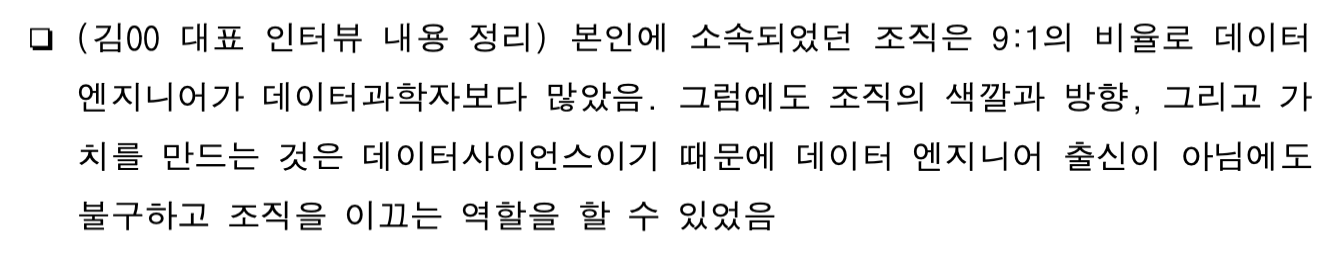 ❏ (김00 대표 인터뷰 내용 정리) 본인에 소속되었던 조직은 9:1의 비율로 데이터
엔지니어가 데이터과학자보다 많았음. 그럼에도 조직의 색깔과 방향, 그리고 가
치를 만드는 것은 데이터사이언스이기 때문에 데이터 엔지니어 출신이 아님에도
불구하고 조직을 이끄는 역할을 할 수 있었음